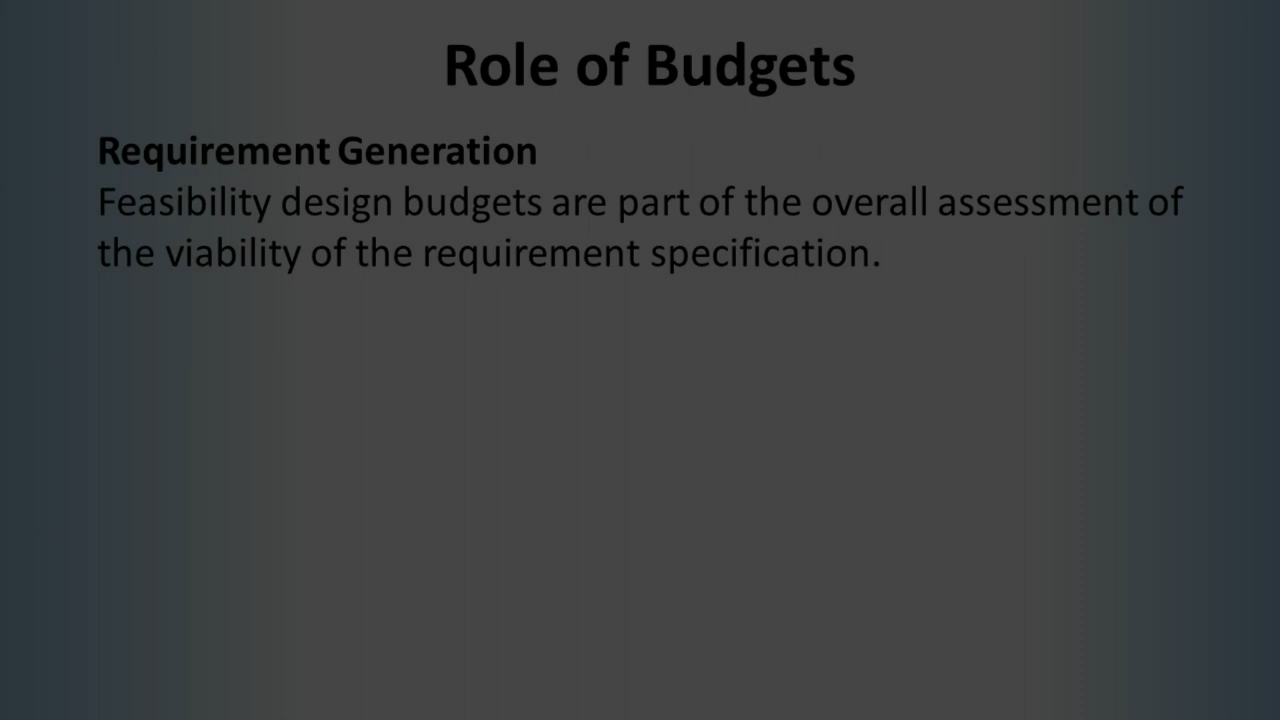 Role of Budgets
Requirement Generation
Feasibility design budgets are part of the overall assessment of
the viability of the requirement specification.